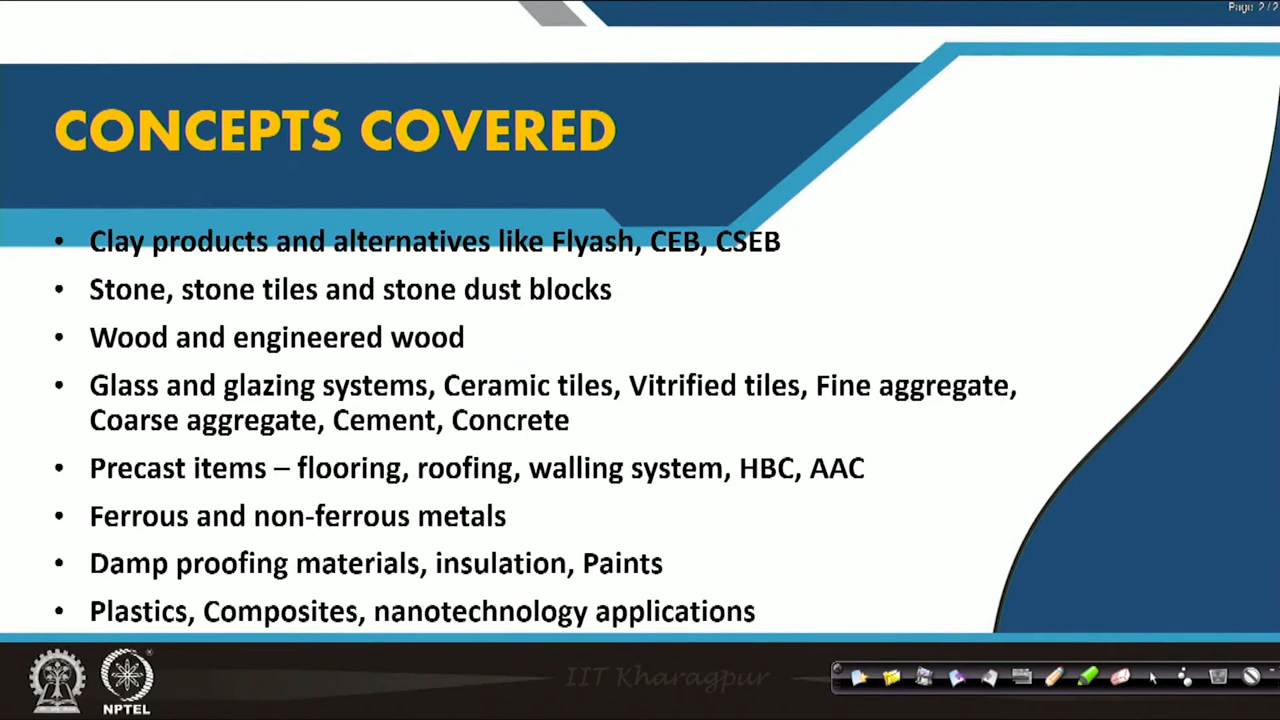 Page 2/2
CONCEPTS COVERED
• Clay products and alternatives like Flyash, CEB, CSEB
• Stone, stone tiles and stone dust blocks
• Wood and engineered wood
• Glass and glazing systems, Ceramic tiles, Vitrified tiles, Fine aggregate,
Coarse aggregate, Cement, Concrete
• Precast items – flooring, roofing, walling system, HBC, AAC
• Ferrous and non-ferrous metals
• Damp proofing materials, insulation, Paints
• Plastics, Composites, nanotechnology applications
IIT Kharagpur
NPTEL